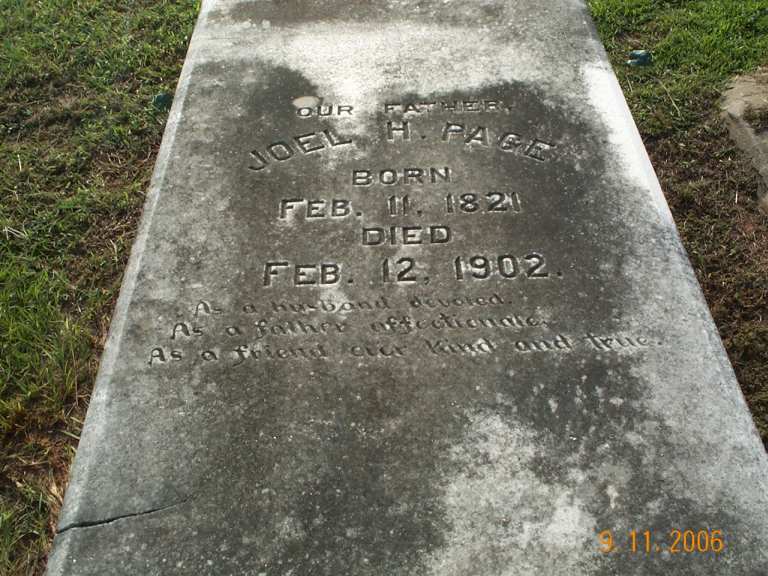 OUR FATHER,
JOEL H. PAGE
BORN
FEB. 11, 1821
DIED
FEB. 12, 1902.
As a husband devoted.
As a father affectionate.
As a friend ever kind and true.
9.11.2006